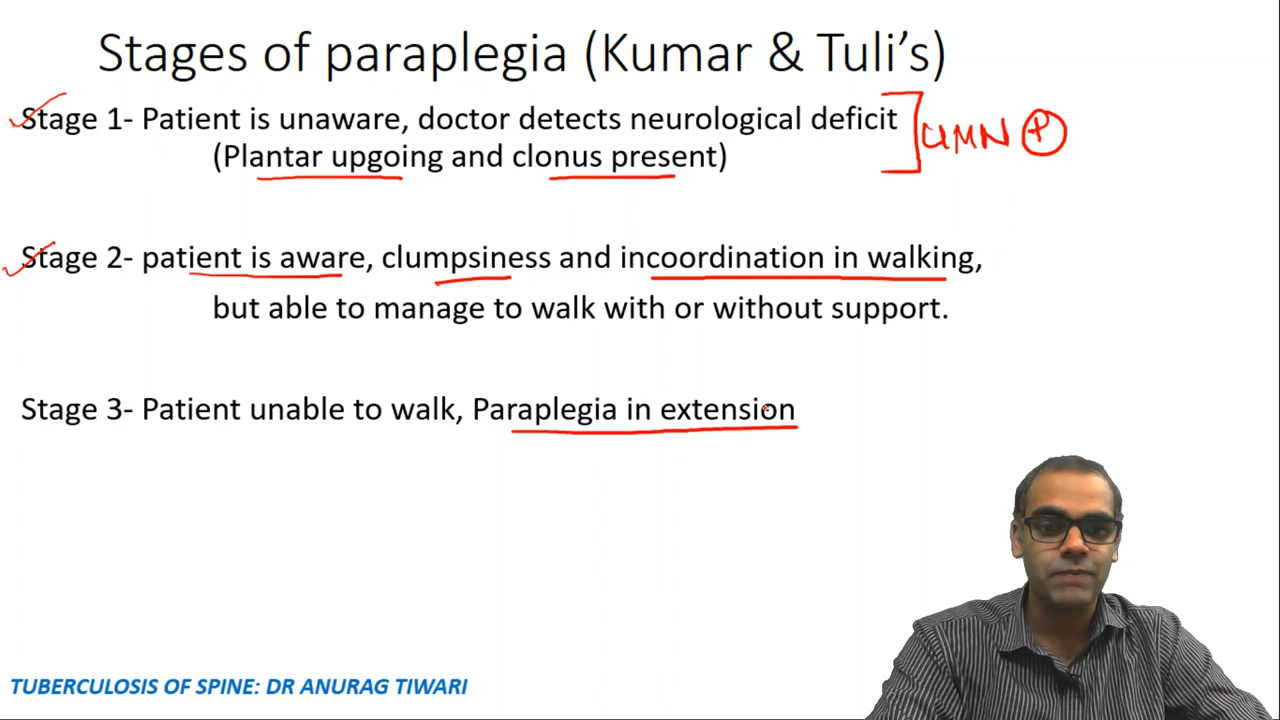 Stages of paraplegia (Kumar & Tuli’s)
Stage 1- Patient is unaware, doctor detects neurological deficit
(Plantar upgoing and clonus present)
UMN +
Stage 2- patient is aware, clumpsiness and incoordination in walking,
but able to manage to walk with or without support.
Stage 3- Patient unable to walk, Paraplegia in extension
TUBERCULOSIS OF SPINE: DR ANURAG TIWARI